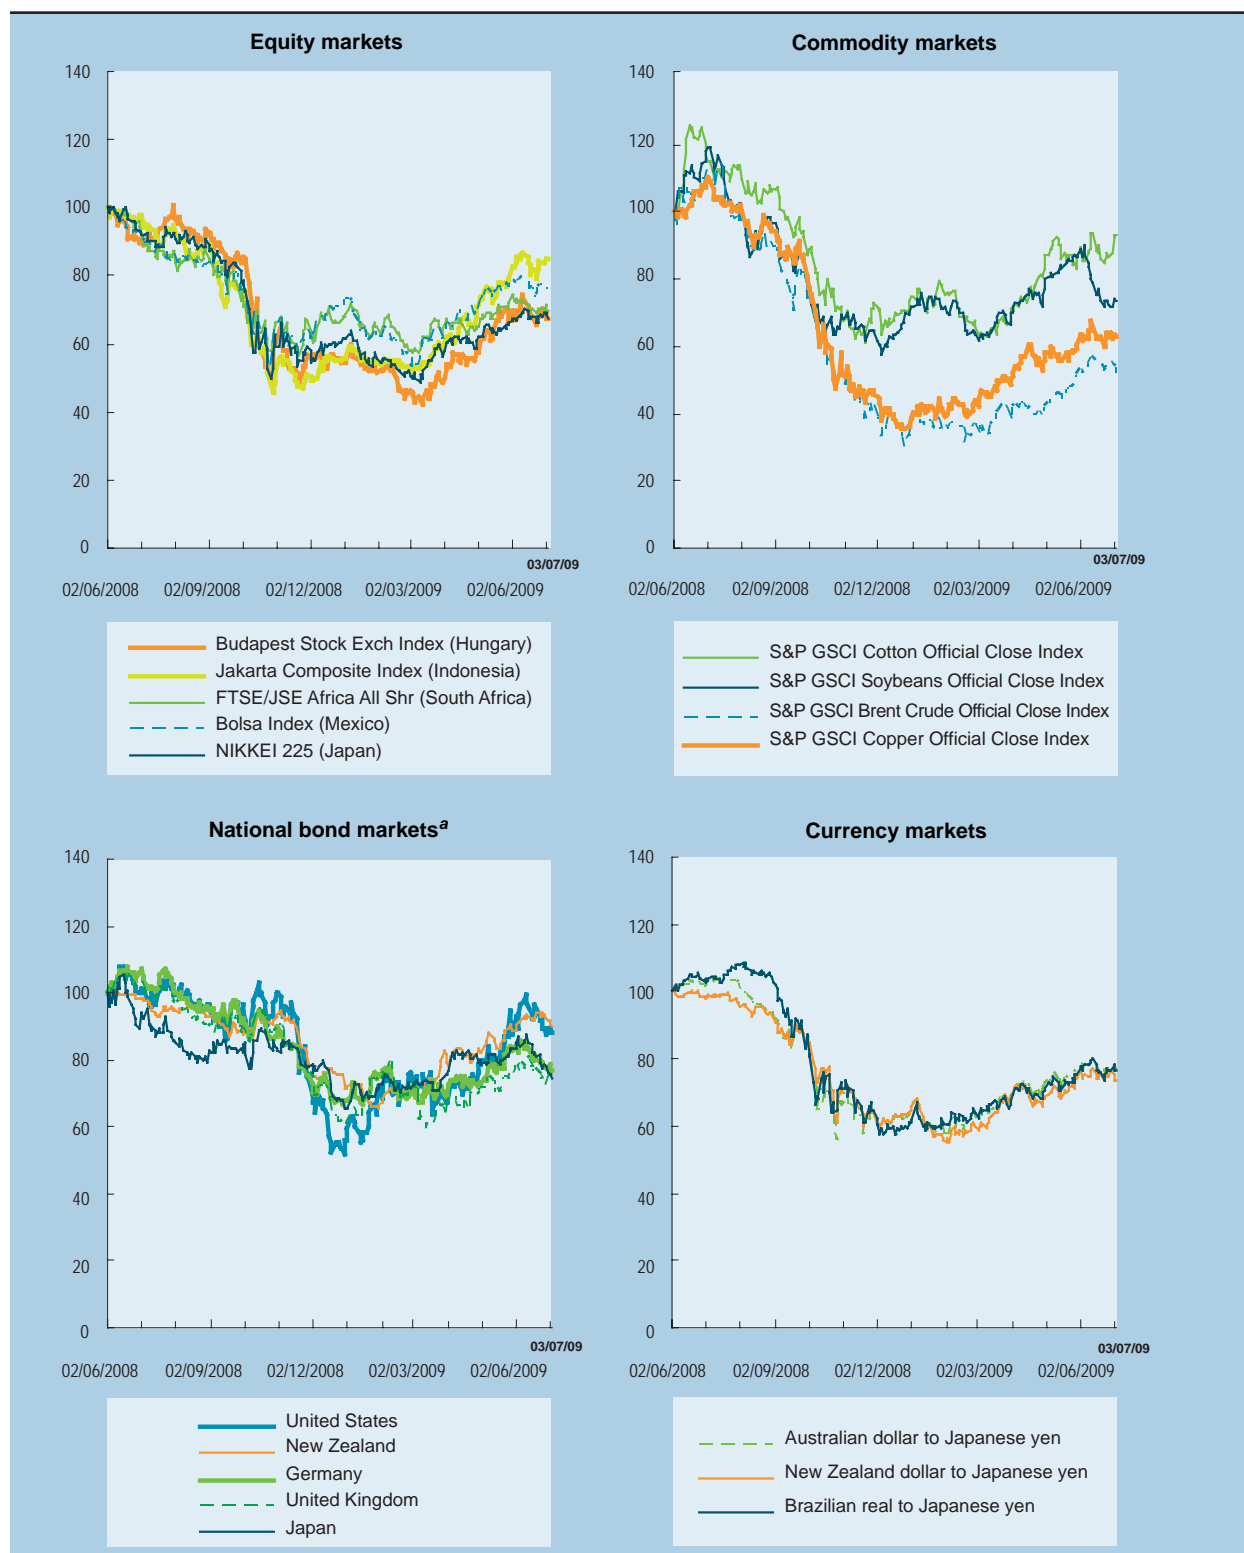 Equity markets
140
120
100
80
60
40
20
0
03/07/09
02/06/2008 02/09/2008 02/12/2008 02/03/2009 02/06/2009
Budapest Stock Exch Index (Hungary)
Jakarta Composite Index (Indonesia)
FTSE/JSE Africa All Shr (South Africa)
Bolsa Index (Mexico)
NIKKEI 225 (Japan)
Commodity markets
140
120
100
80
60
40
20
0
03/07/09
02/06/2008 02/09/2008 02/12/2008 02/03/2009 02/06/2009
S&P GSCI Cotton Official Close Index
S&P GSCI Soybeans Official Close Index
S&P GSCI Brent Crude Official Close Index
S&P GSCI Copper Official Close Index
National bond markets^a
140
120
100
80
60
40
20
0
03/07/09
02/06/2008 02/09/2008 02/12/2008 02/03/2009 02/06/2009
United States
New Zealand
Germany
United Kingdom
Japan
Currency markets
140
120
100
80
60
40
20
0
03/07/09
02/06/2008 02/09/2008 02/12/2008 02/03/2009 02/06/2009
Australian dollar to Japanese yen
New Zealand dollar to Japanese yen
Brazilian real to Japanese yen